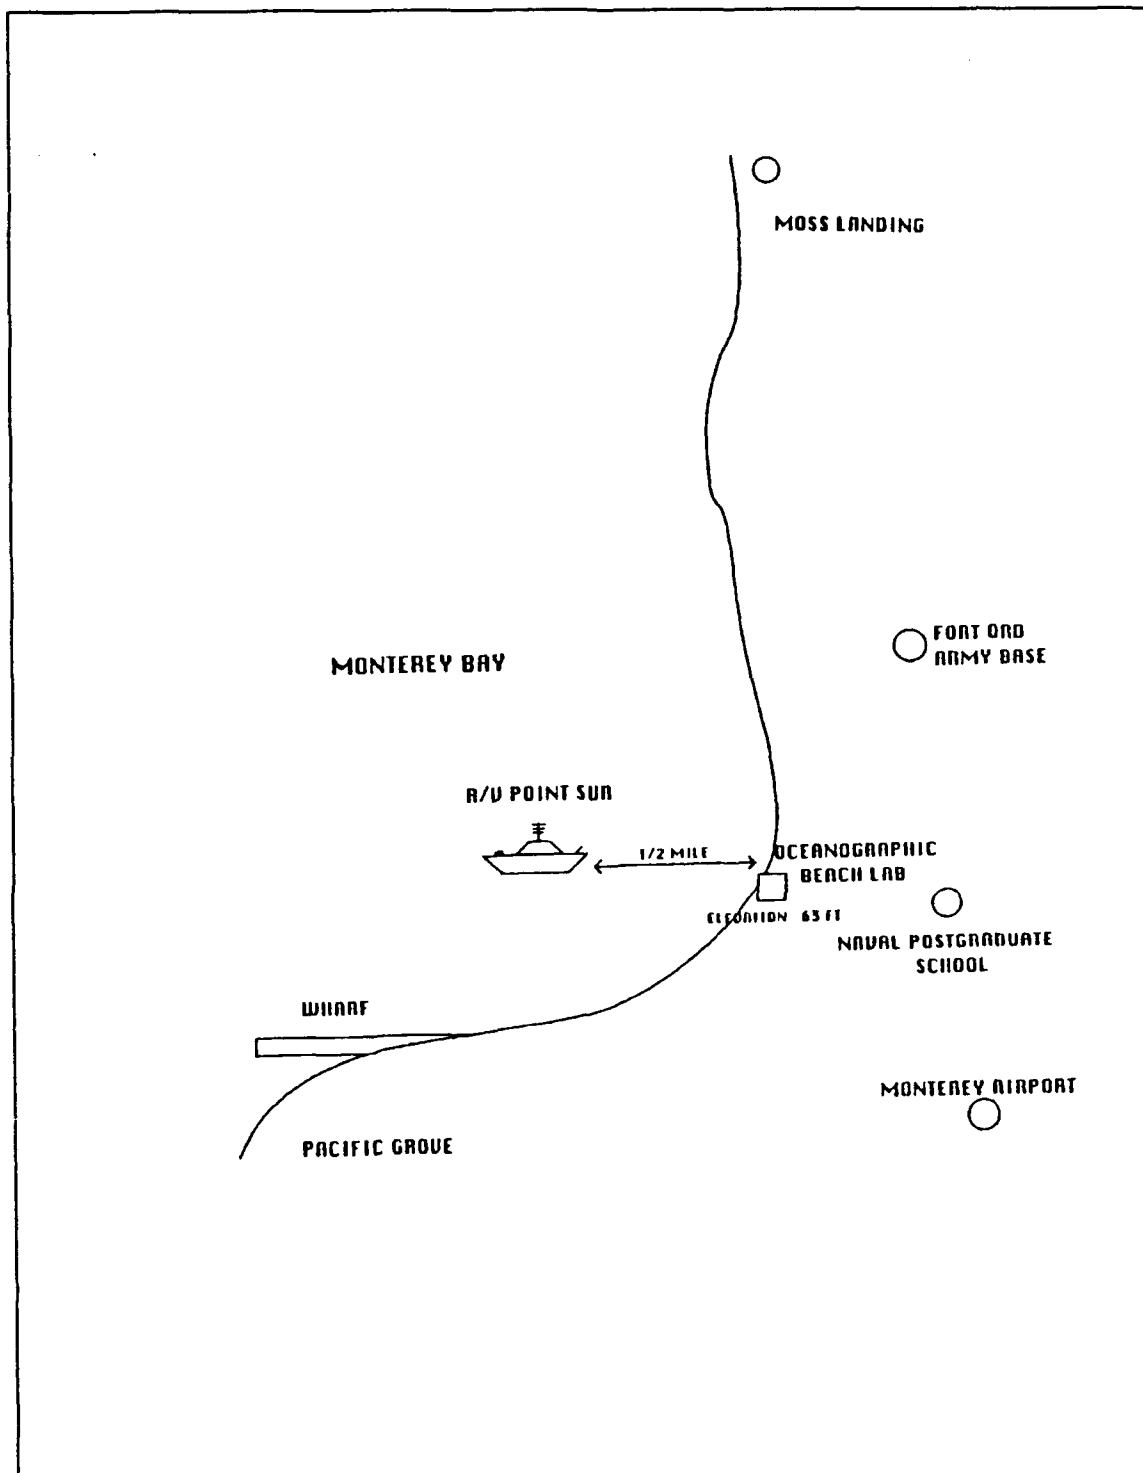 MOSS LANDING
FORT ORD
ARMY BASE
MONTEREY BAY
R/V POINT SUR
1/2 MILE
OCEANOGRAPHIC
BEACH LAB
ELEVATION 65 FT
NAVAL POSTGRADUATE
SCHOOL
WHARF
MONTEREY AIRPORT
PACIFIC GROVE